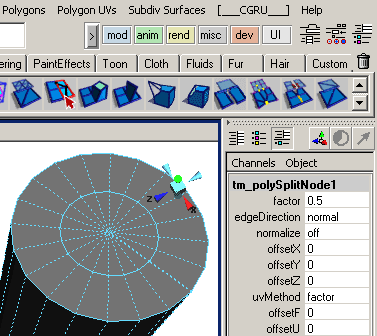 Polygons Polygon UVs Subdiv Surfaces [___CGRU___]
mod anim rend misc dev UI
ering PaintEffects Toon Cloth Fluids Fur Hair Custom
Channels Object
tm_polySplitNode1
factor 0.5
edgeDirection normal
normalize off
offsetX 0
offsetY 0
offsetZ 0
uvMethod factor
offsetF 0
offsetU 0
z
x